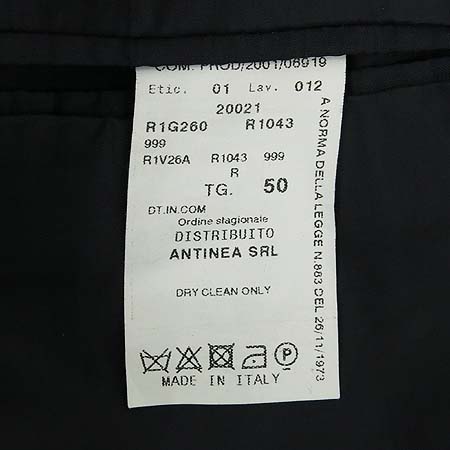 COM. PROD/2001/08919
Etic. 01 Lav. 012
20021
R1G260 R1043
999
R1V26A R1043 999
R
TG. 50
DT.IN.COM
Ordine stagionale
DISTRIBUITO
ANTINEA SRL
DRY CLEAN ONLY
P
MADE IN ITALY
A NORMA DELLA LEGGE N.883 DEL 26/11/1973